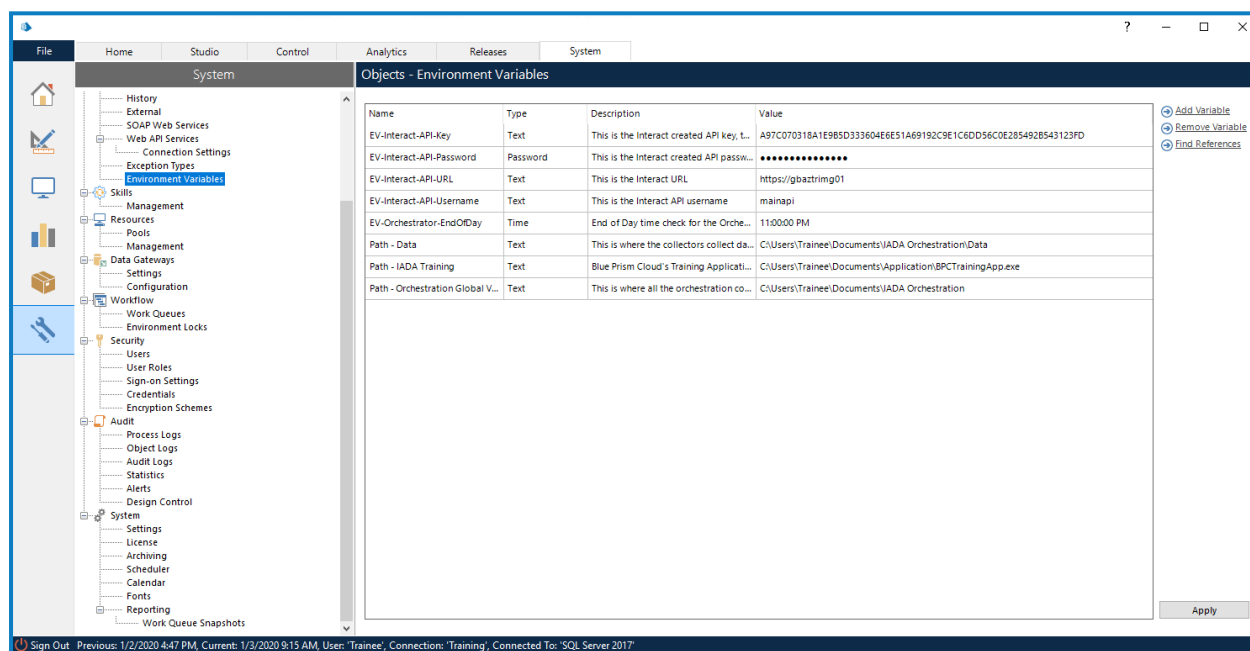 ?
File Home Studio Control Analytics Releases System
System
Objects - Environment Variables
History
External
SOAP Web Services
Web API Services
Connection Settings
Exception Types
Environment Variables
Skills
Management
Resources
Pools
Management
Data Gateways
Settings
Configuration
Workflow
Work Queues
Environment Locks
Security
Users
User Roles
Sign-on Settings
Credentials
Encryption Schemes
Audit
Process Logs
Object Logs
Audit Logs
Statistics
Alerts
Design Control
System
Settings
License
Archiving
Scheduler
Calendar
Fonts
Reporting
Work Queue Snapshots
Name Type Description Value
EV-Interact-API-Key Text This is the Interact created API key, t... A97C070318A1E9B5D333604E6E51A69192C9E1C6DD56C0E285492B543123FD
EV-Interact-API-Password Password This is the Interact created API passw... ●●●●●●●●●●●●●●●
EV-Interact-API-URL Text This is the Interact URL https://gbaztrimg01
EV-Interact-API-Username Text This is the Interact API username mainapi
EV-Orchestrator-EndOfDay Time End of Day time check for the Orche... 11:00:00 PM
Path - Data Text This is where the collectors collect da... C:\Users\Trainee\Documents\IADA Orchestration\Data
Path - IADA Training Text Blue Prism Cloud's Training Applicati... C:\Users\Trainee\Documents\Application\BPCTrainingApp.exe
Path - Orchestration Global V... Text This is where all the orchestration co... C:\Users\Trainee\Documents\IADA Orchestration
Add Variable
Remove Variable
Find References
Apply
Sign Out Previous: 1/2/2020 4:47 PM, Current: 1/3/2020 9:15 AM, User: 'Trainee', Connection: 'Training', Connected To: 'SQL Server 2017'